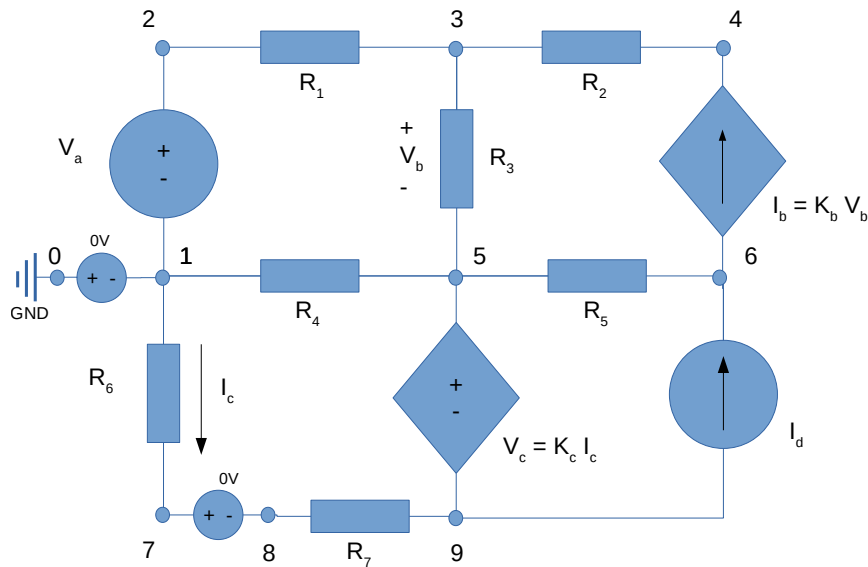 2
3
4
R1
R2
Va
+
-
+
Vb
-
R3
Ib = Kb Vb
0
0V
1
5
6
+ -
GND
R4
R5
R6
Ic
+
-
Vc = Kc Ic
Id
0V
+ -
7
8
R7
9